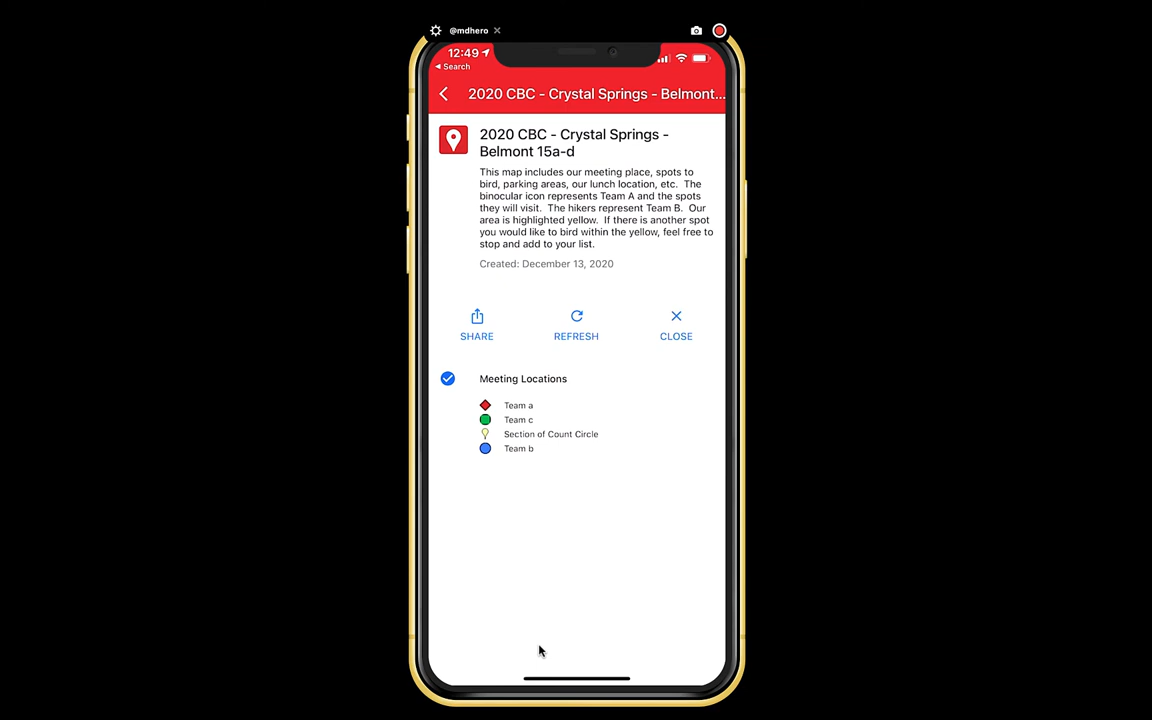 @mdhero
12:49
Search
2020 CBC - Crystal Springs - Belmont...
2020 CBC - Crystal Springs -
Belmont 15a-d
This map includes our meeting place, spots to
bird, parking areas, our lunch location, etc. The
binocular icon represents Team A and the spots
they will visit. The hikers represent Team B. Our
area is highlighted yellow. If there is another spot
you would like to bird within the yellow, feel free to
stop and add to your list.
Created: December 13, 2020
SHARE REFRESH CLOSE
Meeting Locations
Team a
Team c
Section of Count Circle
Team b